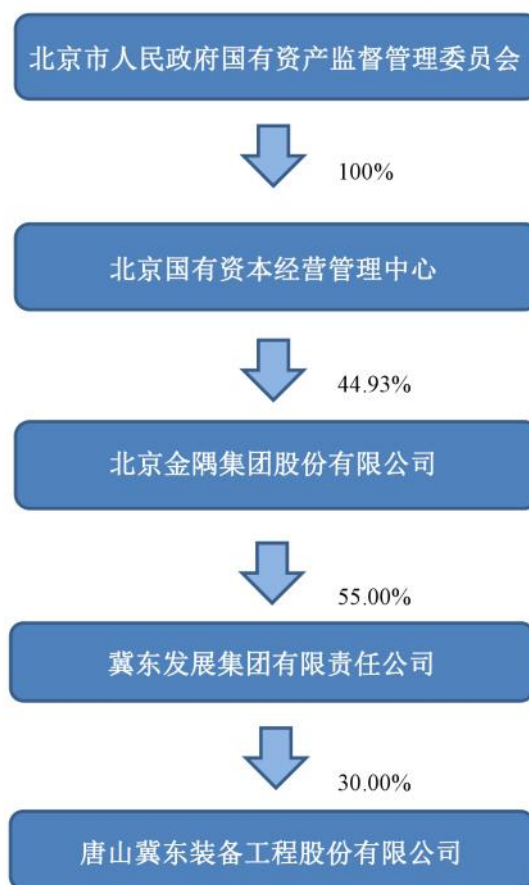 北京市人民政府国有资产监督管理委员会
100%
北京国有资本经营管理中心
44.93%
北京金隅集团股份有限公司
55.00%
冀东发展集团有限责任公司
30.00%
唐山冀东装备工程股份有限公司